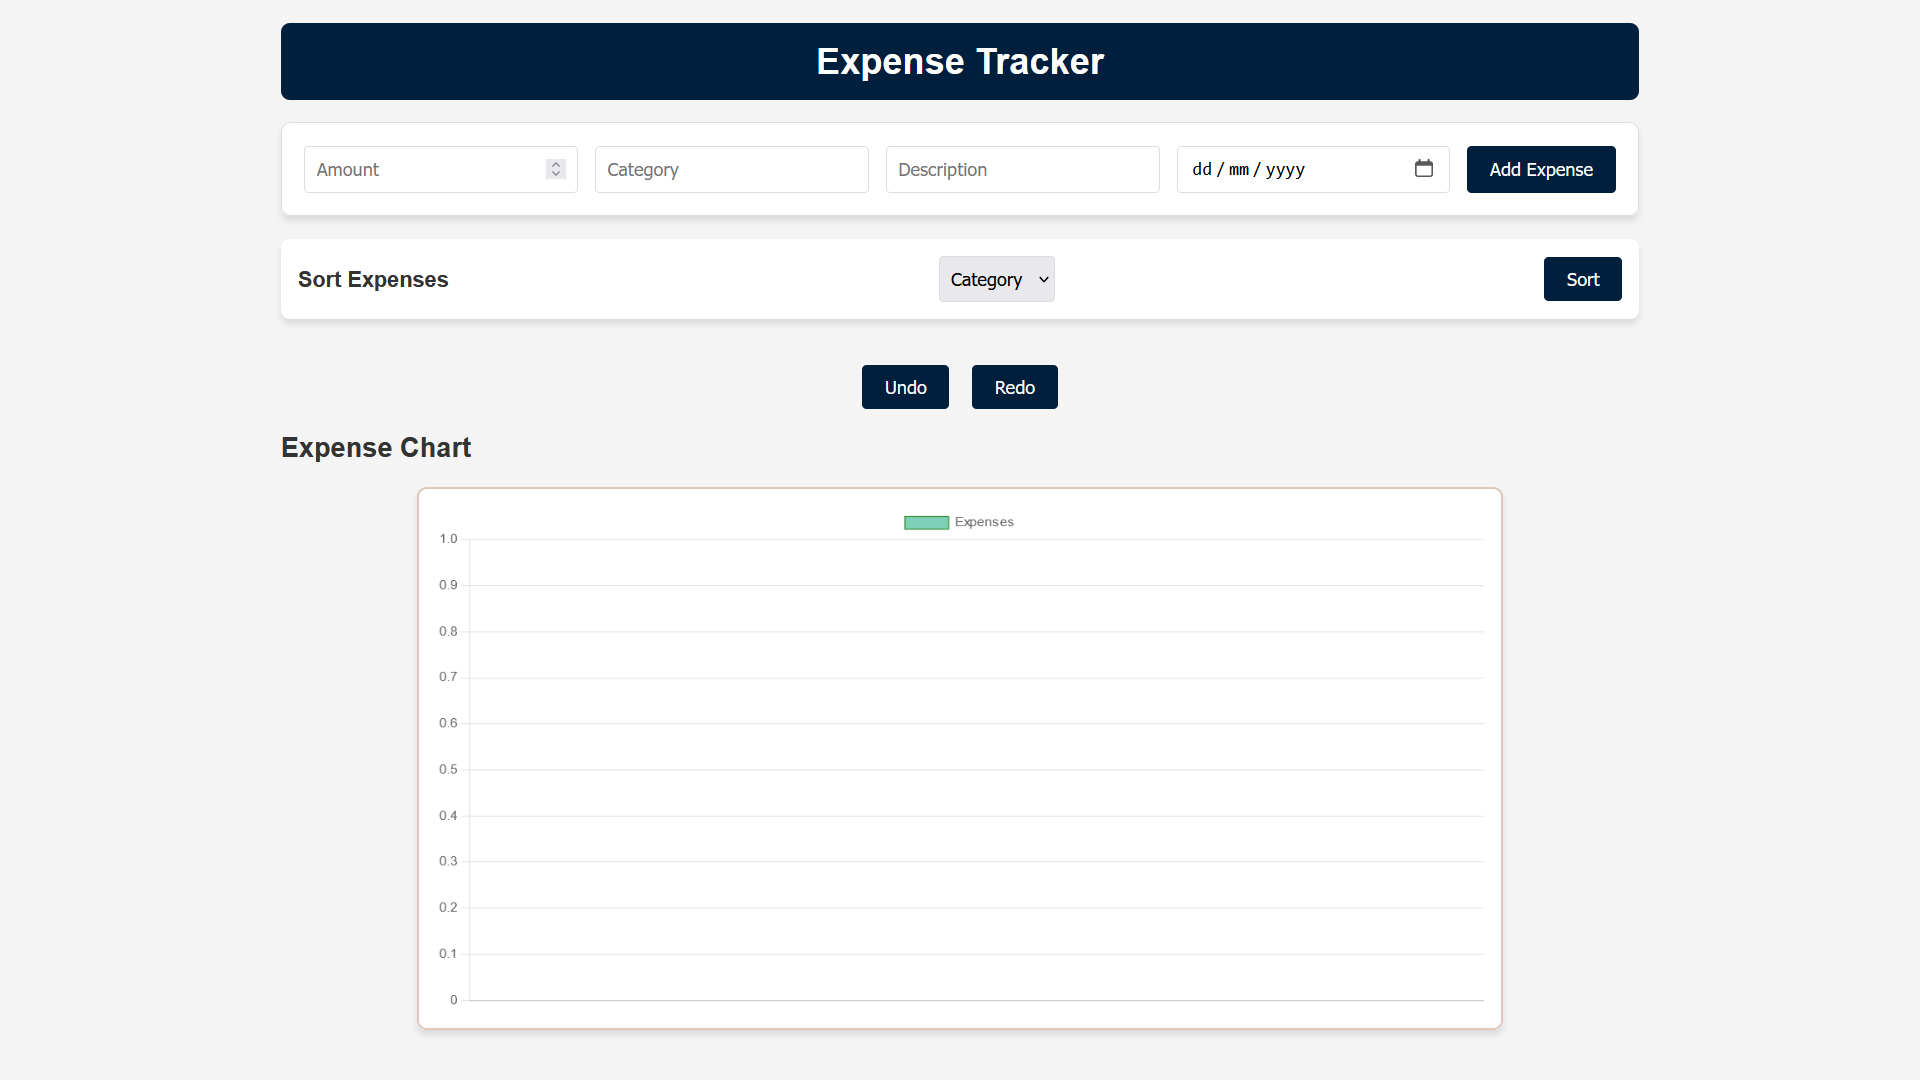 Expense Tracker
Amount Category Description dd/mm/yyyy Add Expense
Sort Expenses Category Sort
Undo Redo
Expense Chart
Expenses
1.0
0.9
0.8
0.7
0.6
0.5
0.4
0.3
0.2
0.1
0